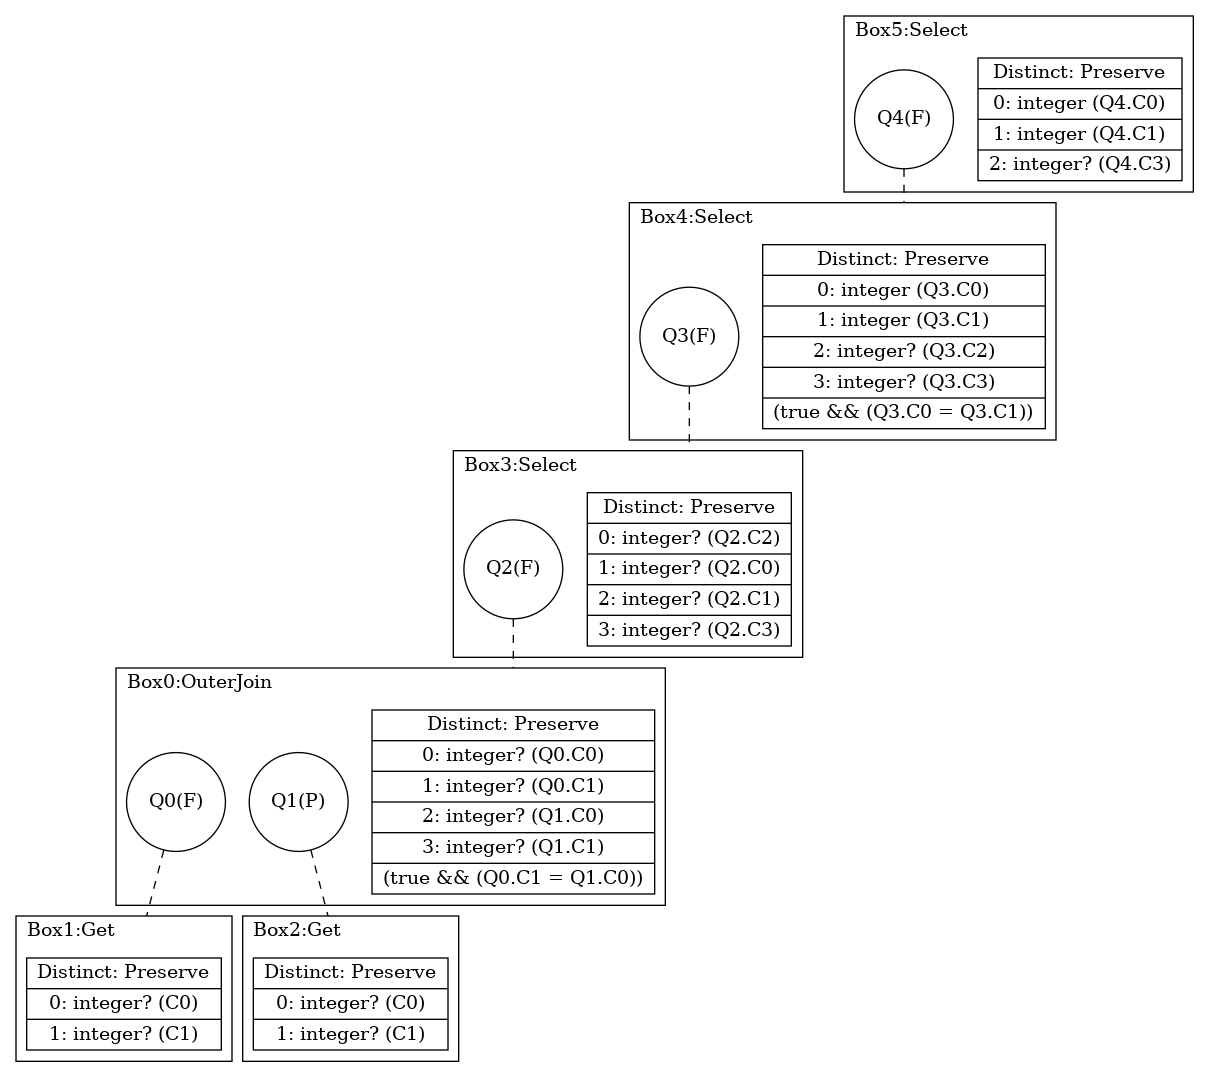 Box5:Select
Q4(F)
Distinct: Preserve
0: integer (Q4.C0)
1: integer (Q4.C1)
2: integer? (Q4.C3)
Box4:Select
Q3(F)
Distinct: Preserve
0: integer (Q3.C0)
1: integer (Q3.C1)
2: integer? (Q3.C2)
3: integer? (Q3.C3)
(true && (Q3.C0 = Q3.C1))
Box3:Select
Q2(F)
Distinct: Preserve
0: integer? (Q2.C2)
1: integer? (Q2.C0)
2: integer? (Q2.C1)
3: integer? (Q2.C3)
Box0:OuterJoin
Q0(F)
Q1(P)
Distinct: Preserve
0: integer? (Q0.C0)
1: integer? (Q0.C1)
2: integer? (Q1.C0)
3: integer? (Q1.C1)
(true && (Q0.C1 = Q1.C0))
Box1:Get
Distinct: Preserve
0: integer? (C0)
1: integer? (C1)
Box2:Get
Distinct: Preserve
0: integer? (C0)
1: integer? (C1)